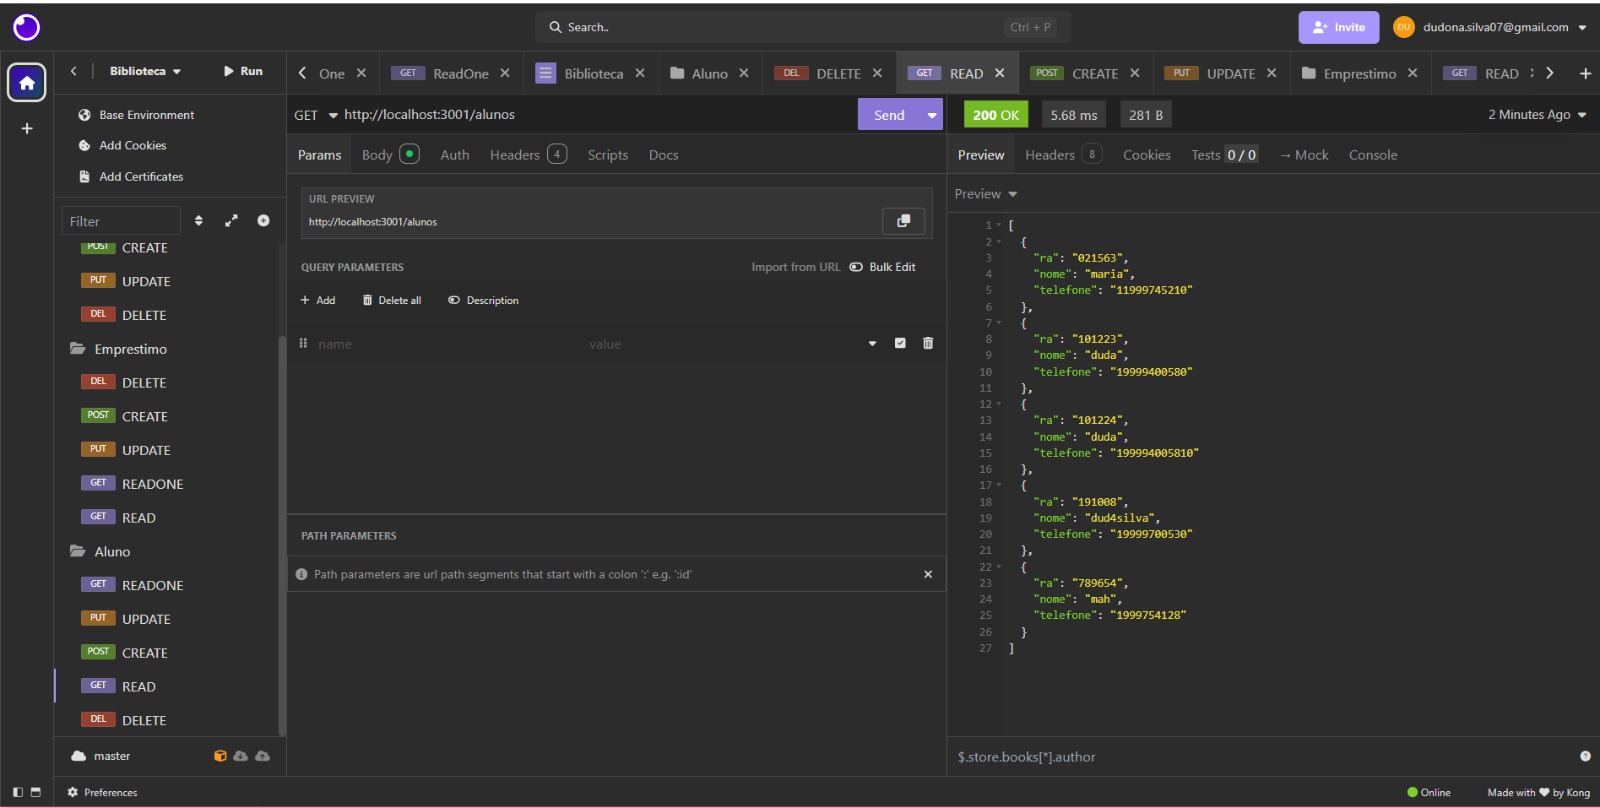 Search..
Ctrl + P
Invite
DU
dudona.silva07@gmail.com
Biblioteca
Run
One
GET ReadOne
Biblioteca
Aluno
DEL DELETE
GET READ
POST CREATE
PUT UPDATE
Emprestimo
GET READ
Base Environment
Add Cookies
Add Certificates
Filter
POST CREATE
PUT UPDATE
DEL DELETE
Emprestimo
DEL DELETE
POST CREATE
PUT UPDATE
GET READONE
GET READ
Aluno
GET READONE
PUT UPDATE
POST CREATE
GET READ
DEL DELETE
master
Preferences
GET http://localhost:3001/alunos
Send
Params Body Auth Headers 4 Scripts Docs
URL PREVIEW
http://localhost:3001/alunos
QUERY PARAMETERS
Import from URL
Bulk Edit
Add Delete all Description
name value
PATH PARAMETERS
Path parameters are url path segments that start with a colon ':' e.g. ':id'
200 OK 5.68 ms 281 B
2 Minutes Ago
Preview Headers 8 Cookies Tests 0 / 0 → Mock Console
Preview
1 [
2 {
3 "ra": "021563",
4 "nome": "maria",
5 "telefone": "11999745210"
6 },
7 {
8 "ra": "101223",
9 "nome": "duda",
10 "telefone": "19999400580"
11 },
12 {
13 "ra": "101224",
14 "nome": "duda",
15 "telefone": "199994005810"
16 },
17 {
18 "ra": "191008",
19 "nome": "dud4silva",
20 "telefone": "19999700530"
21 },
22 {
23 "ra": "789654",
24 "nome": "mah",
25 "telefone": "1999754128"
26 }
27 ]
$.store.books[*].author
Online
Made with ♥ by Kong